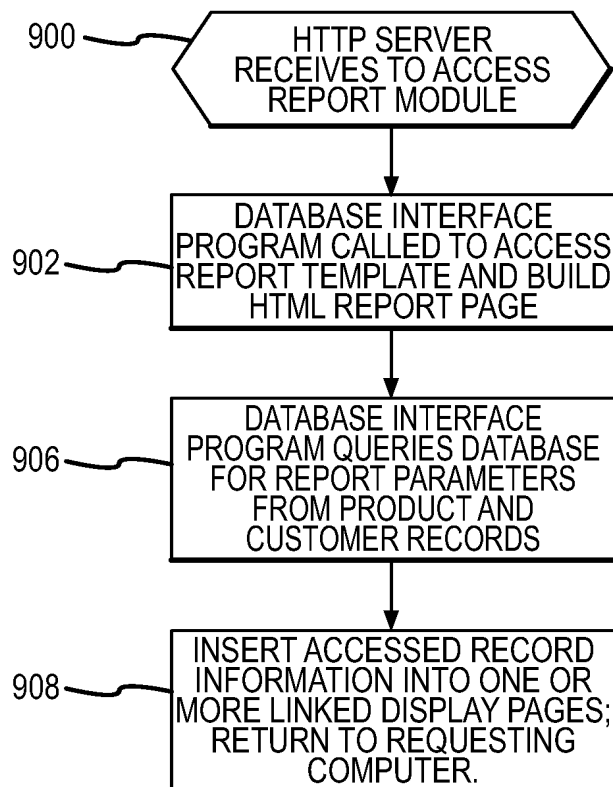 900
HTTP SERVER
RECEIVES TO ACCESS
REPORT MODULE
902
DATABASE INTERFACE
PROGRAM CALLED TO ACCESS
REPORT TEMPLATE AND BUILD
HTML REPORT PAGE
906
DATABASE INTERFACE
PROGRAM QUERIES DATABASE
FOR REPORT PARAMETERS
FROM PRODUCT AND
CUSTOMER RECORDS
908
INSERT ACCESSED RECORD
INFORMATION INTO ONE OR
MORE LINKED DISPLAY PAGES;
RETURN TO REQUESTING
COMPUTER.